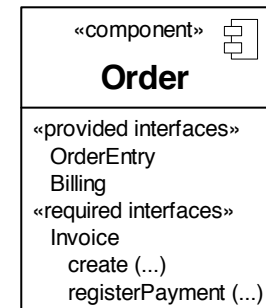 «component»
Order
«provided interfaces»
OrderEntry
Billing
«required interfaces»
Invoice
create (...)
registerPayment (...)